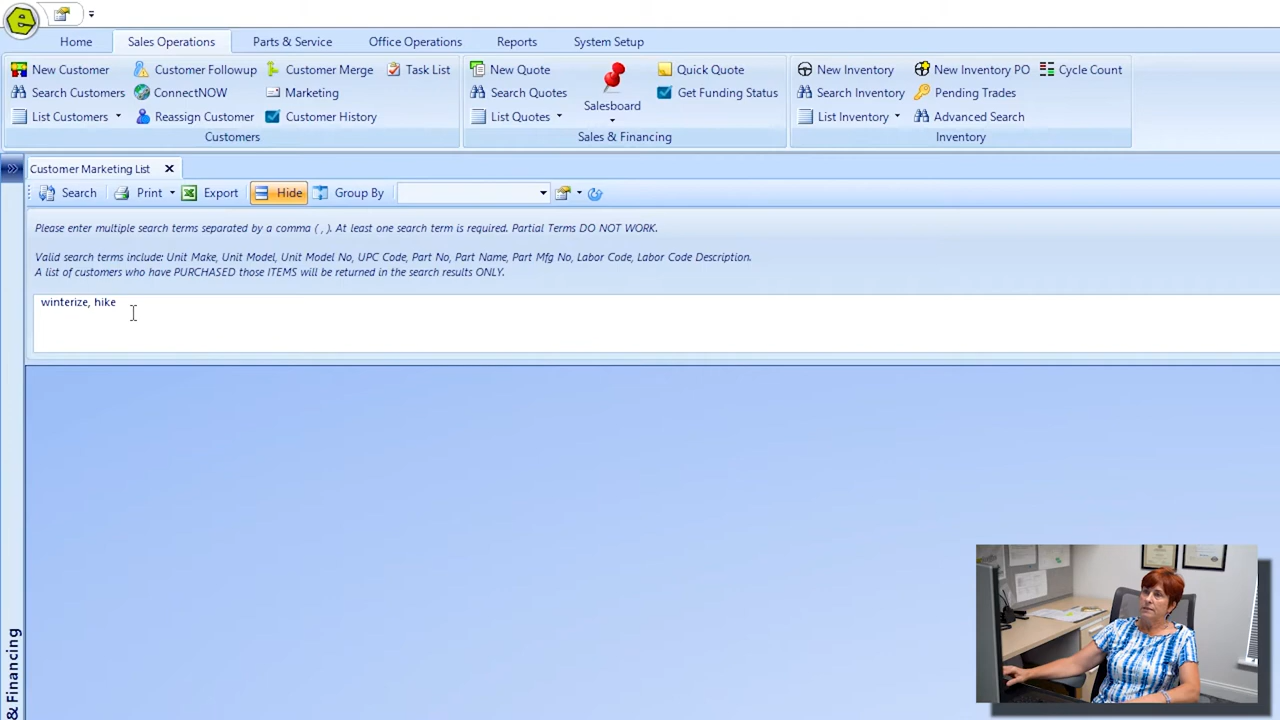 Home Sales Operations Parts & Service Office Operations Reports System Setup
New Customer Customer Followup Customer Merge Task List New Quote Quick Quote New Inventory New Inventory PO Cycle Count
Search Customers ConnectNOW Marketing Search Quotes Salesboard Get Funding Status Search Inventory Pending Trades
List Customers Reassign Customer Customer History List Quotes List Inventory Advanced Search
Customers Sales & Financing Inventory
Customer Marketing List
Search Print Export Hide Group By
Please enter multiple search terms separated by a comma ( , ). At least one search term is required. Partial Terms DO NOT WORK.
Valid search terms include: Unit Make, Unit Model, Unit Model No, UPC Code, Part No, Part Name, Part Mfg No, Labor Code, Labor Code Description.
A list of customers who have PURCHASED those ITEMS will be returned in the search results ONLY.
winterize, hike
& Financing